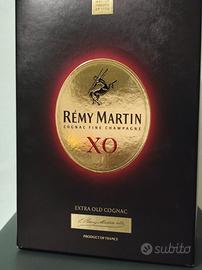 RÉMY MARTIN
COGNAC FINE CHAMPAGNE
XO
EXTRA OLD COGNAC
PRODUCT OF FRANCE
subito